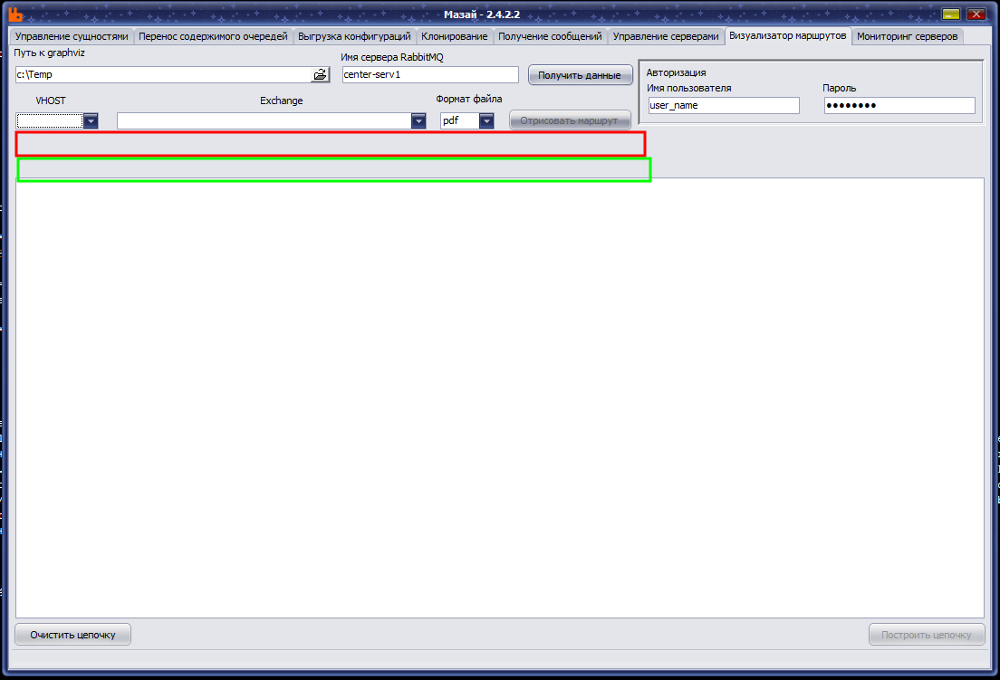 Мазай - 2.4.2.2
Управление сущностями Перенос содержимого очередей Выгрузка конфигураций Клонирование Получение сообщений Управление серверами Визуализатор маршрутов Мониторинг серверов
Путь к graphviz
Имя сервера RabbitMQ
c:\Temp
center-serv1
Получить данные
Авторизация
Имя пользователя
Пароль
user_name
●●●●●●●●
VHOST
Exchange
Формат файла
pdf
Отрисовать маршрут
Очистить цепочку
Построить цепочку